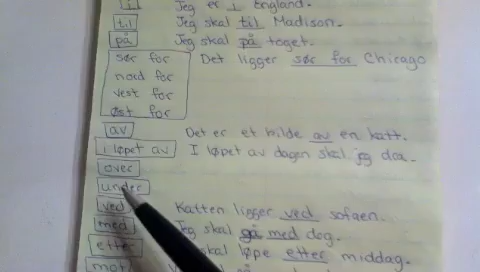 i Jeg er i England.
til Jeg skal til Madison.
på Jeg skal på toget.
sør for Det ligger sør for Chicago
nord for
vest for
øst for
av Det er et bilde av en katt.
i løpet av I løpet av dagen skal jeg dra.
over
under
ved Katten ligger ved sofaen.
med Jeg skal gå med deg.
etter skal løpe etter middag.
mot